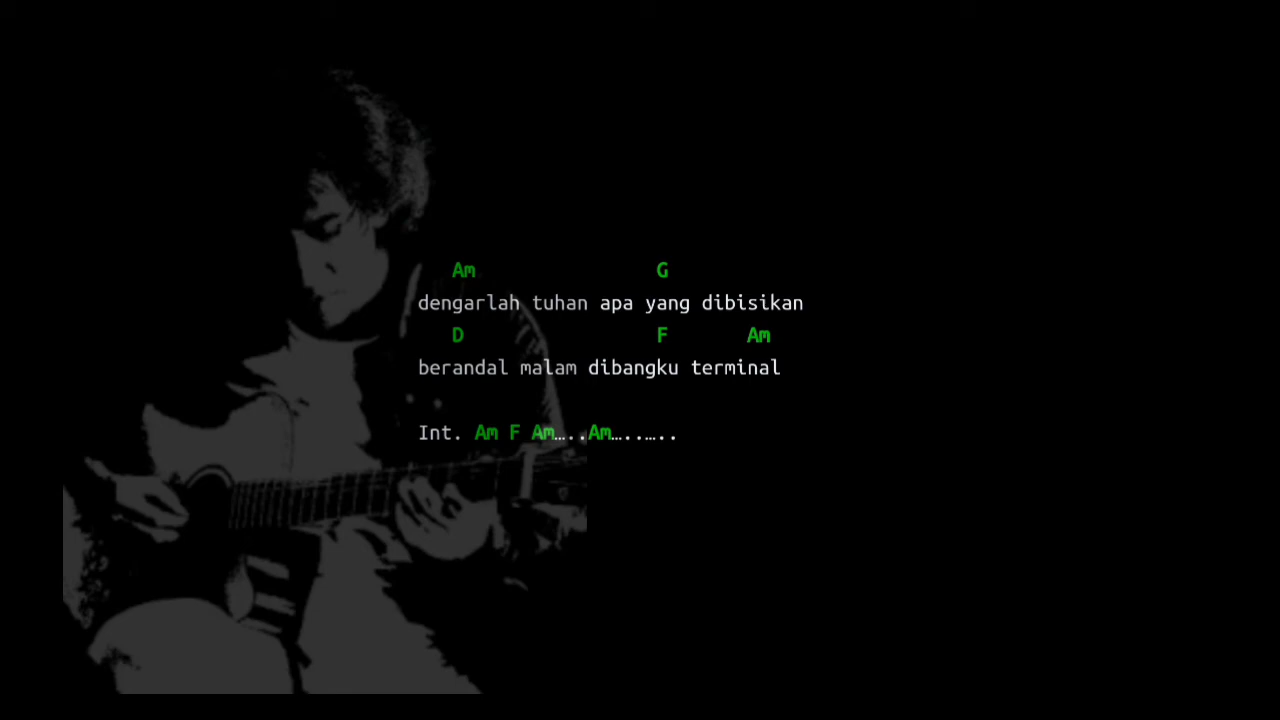 Am G
dengarlah tuhan apa yang dibisikan
D F Am
berandal malam dibangku terminal
Int. Am F Am…..Am…..…..